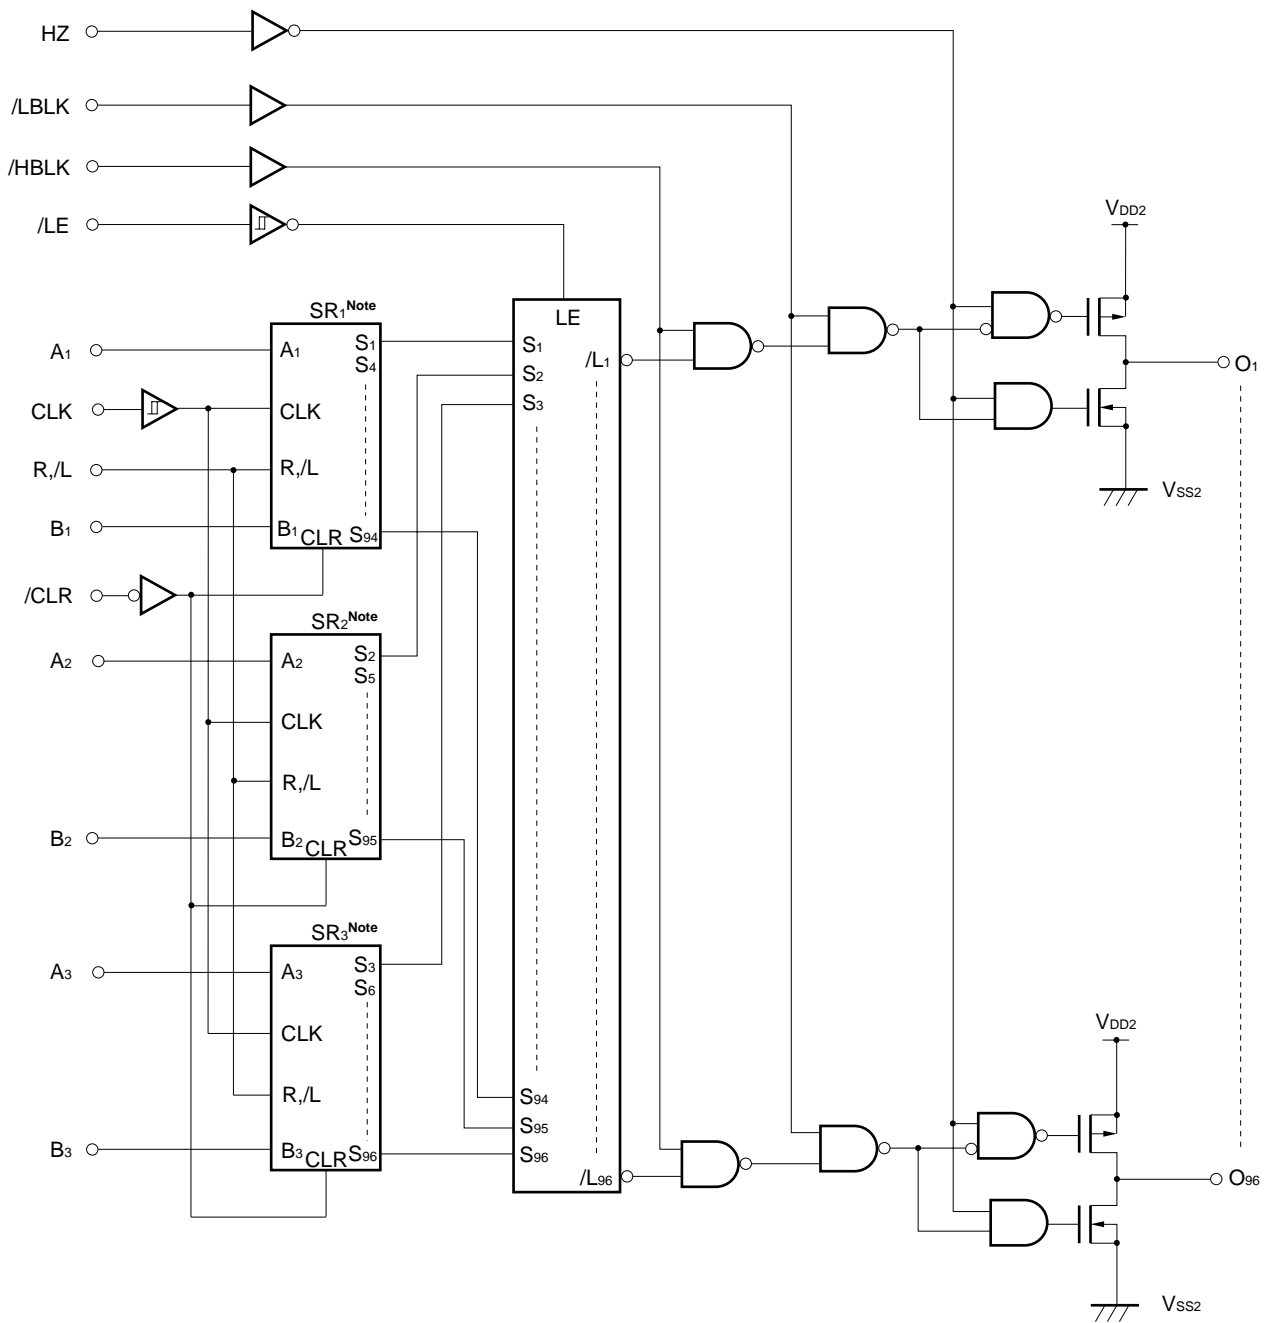 HZ
/LBLK
/HBLK
/LE
VDD2
SR1Note
LE
A1
A1
S1
S4
S1
S2
S3
/L1
O1
CLK
CLK
R,/L
R,/L
VSS2
B1
B1
CLR
S94
/CLR
SR2Note
A2
A2
S2
S5
CLK
R,/L
B2
B2
CLR
S95
SR3Note
A3
A3
S3
S6
CLK
VDD2
R,/L
S94
S95
S96
B3
B3
CLR
S96
/L96
O96
VSS2